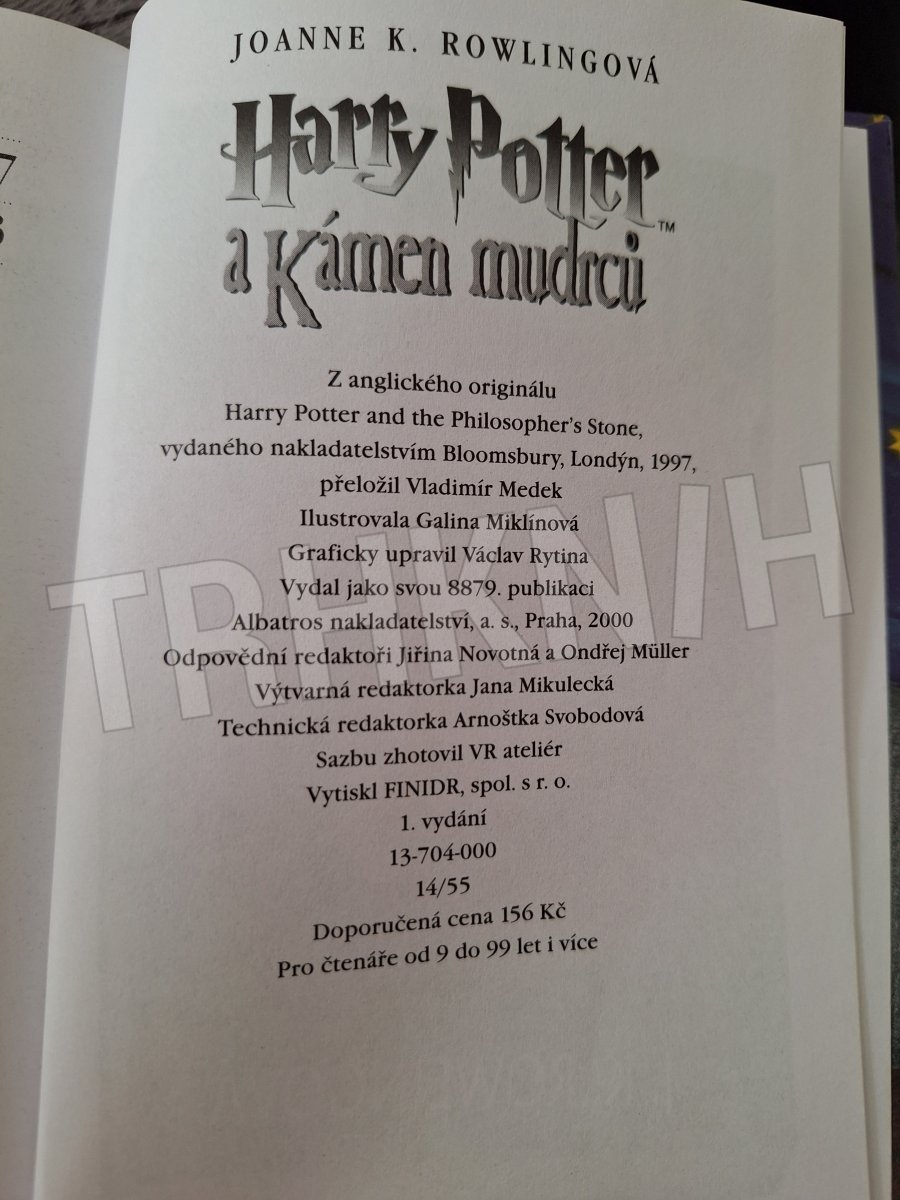 JOANNE K. ROWLINGOVÁ
Harry Potter™
a Kámen mudrců
Z anglického originálu
Harry Potter and the Philosopher's Stone,
vydaného nakladatelstvím Bloomsbury, Londýn, 1997,
přeložil Vladimír Medek
Ilustrovala Galina Miklínová
Graficky upravil Václav Rytina
Vydal jako svou 8879. publikaci
Albatros nakladatelství, a. s., Praha, 2000
Odpovědní redaktoři Jiřina Novotná a Ondřej Müller
Výtvarná redaktorka Jana Mikulecká
Technická redaktorka Arnoštka Svobodová
Sazbu zhotovil VR ateliér
Vytiskl FINIDR, spol. s r. o.
1. vydání
13-704-000
14/55
Doporučená cena 156 Kč
Pro čtenáře od 9 do 99 let i více
TRHKNIH